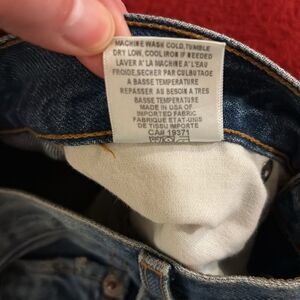 MACHINE WASH COLD, TUMBLE
DRY LOW, COOL IRON IF NEEDED
LAVER A' LA MACHINE A' L'EAU
FROIDE, SECHER PAR CULBUTAGE
A BASSE TEMPERATURE
REPASSER AU BESOIN A TRES
BASSE TEMPERATURE
MADE IN USA OF
IMPORTED FABRIC
FABRIQUE ETAT-UNIS
DE TISSU IMPORTE
CA# 19371